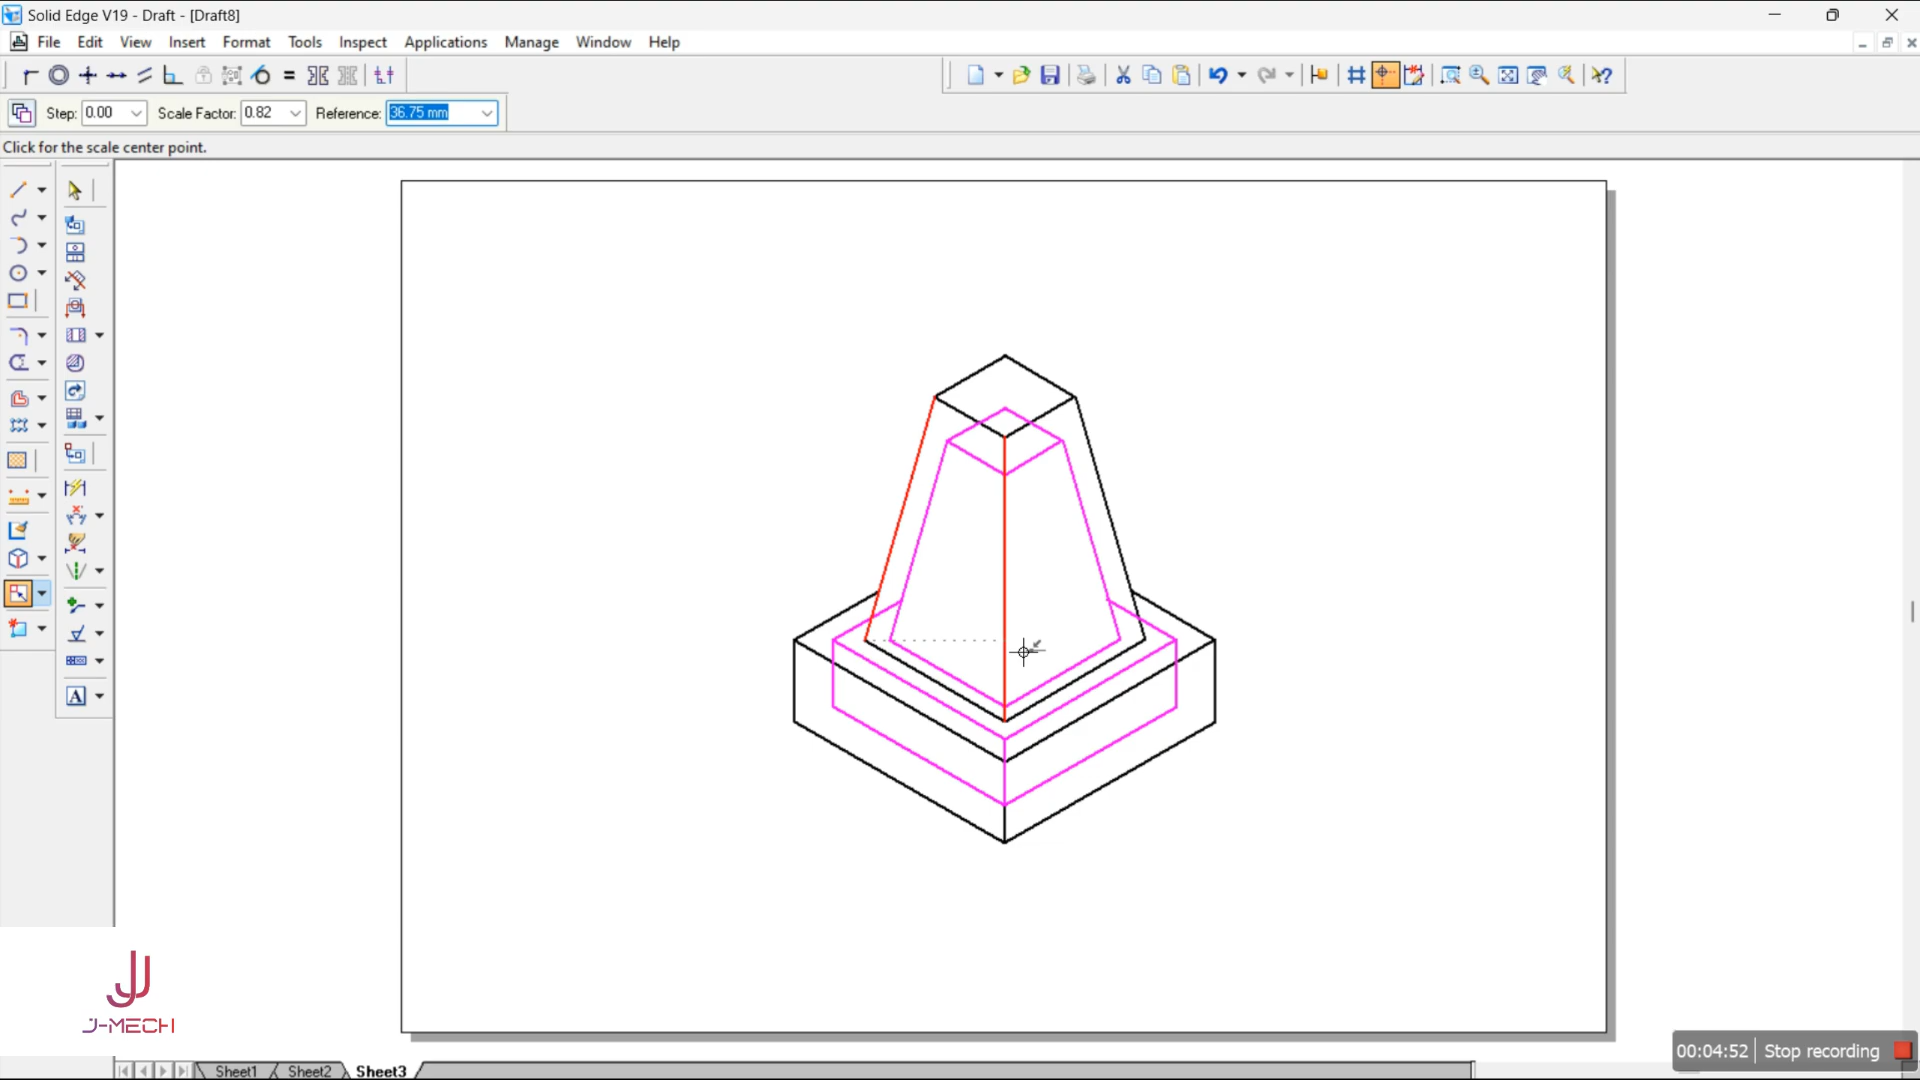 Solid Edge V19 - Draft - [Draft8]
File Edit View Insert Format Tools Inspect Applications Manage Window Help
Step: 0.00 Scale Factor: 0.82 Reference: 36.75 mm
Click for the scale center point.
A
J-MECH
00:04:52 Stop recording
Sheet1 Sheet2 Sheet3